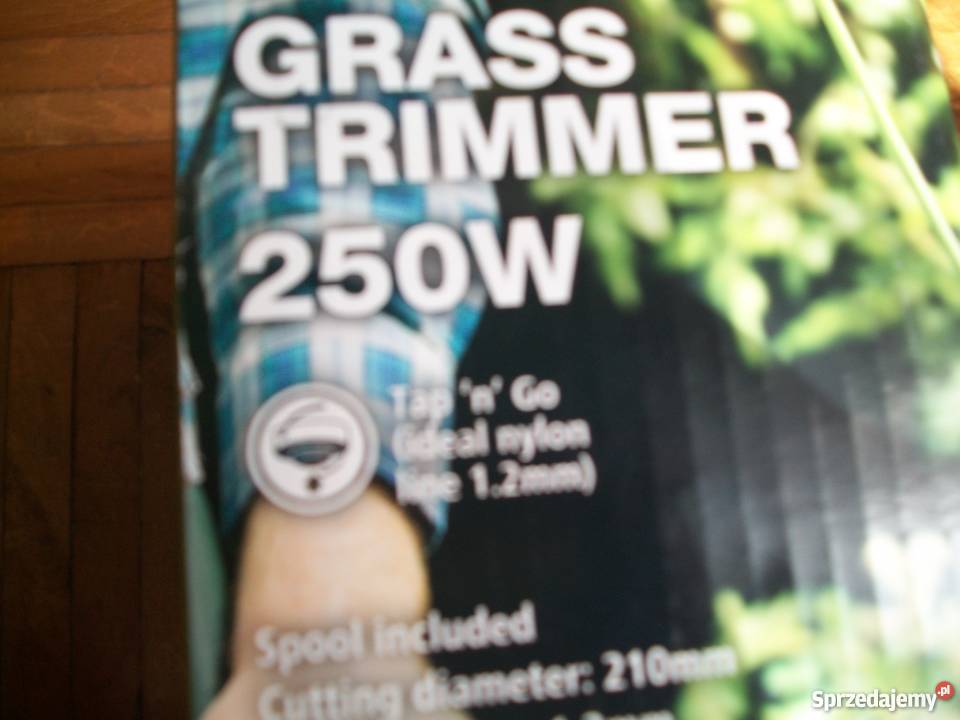 GRASS
TRIMMER
250W
Tap 'n' Go
(ideal nylon
line 1.2mm)
Spool included
Cutting diameter: 210mm
Sprzedajemy.pl